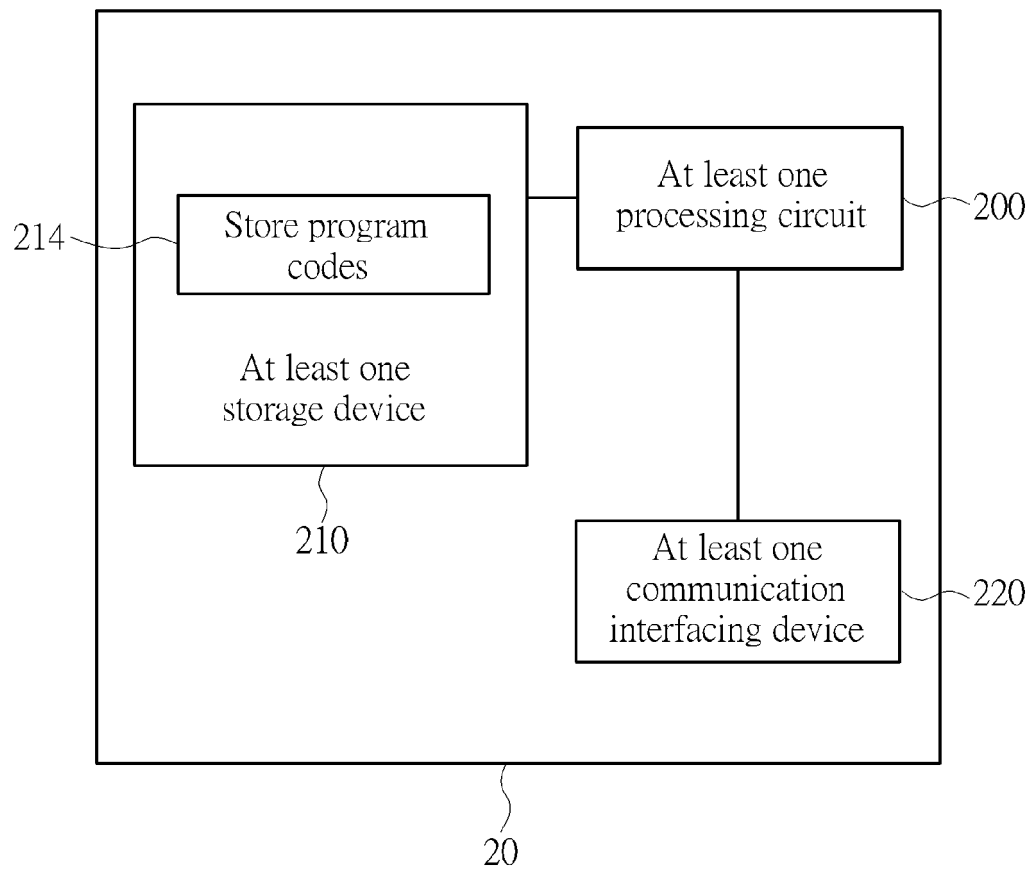 At least one
processing circuit
200
214
Store program
codes
At least one
storage device
210
At least one
communication
interfacing device
220
20